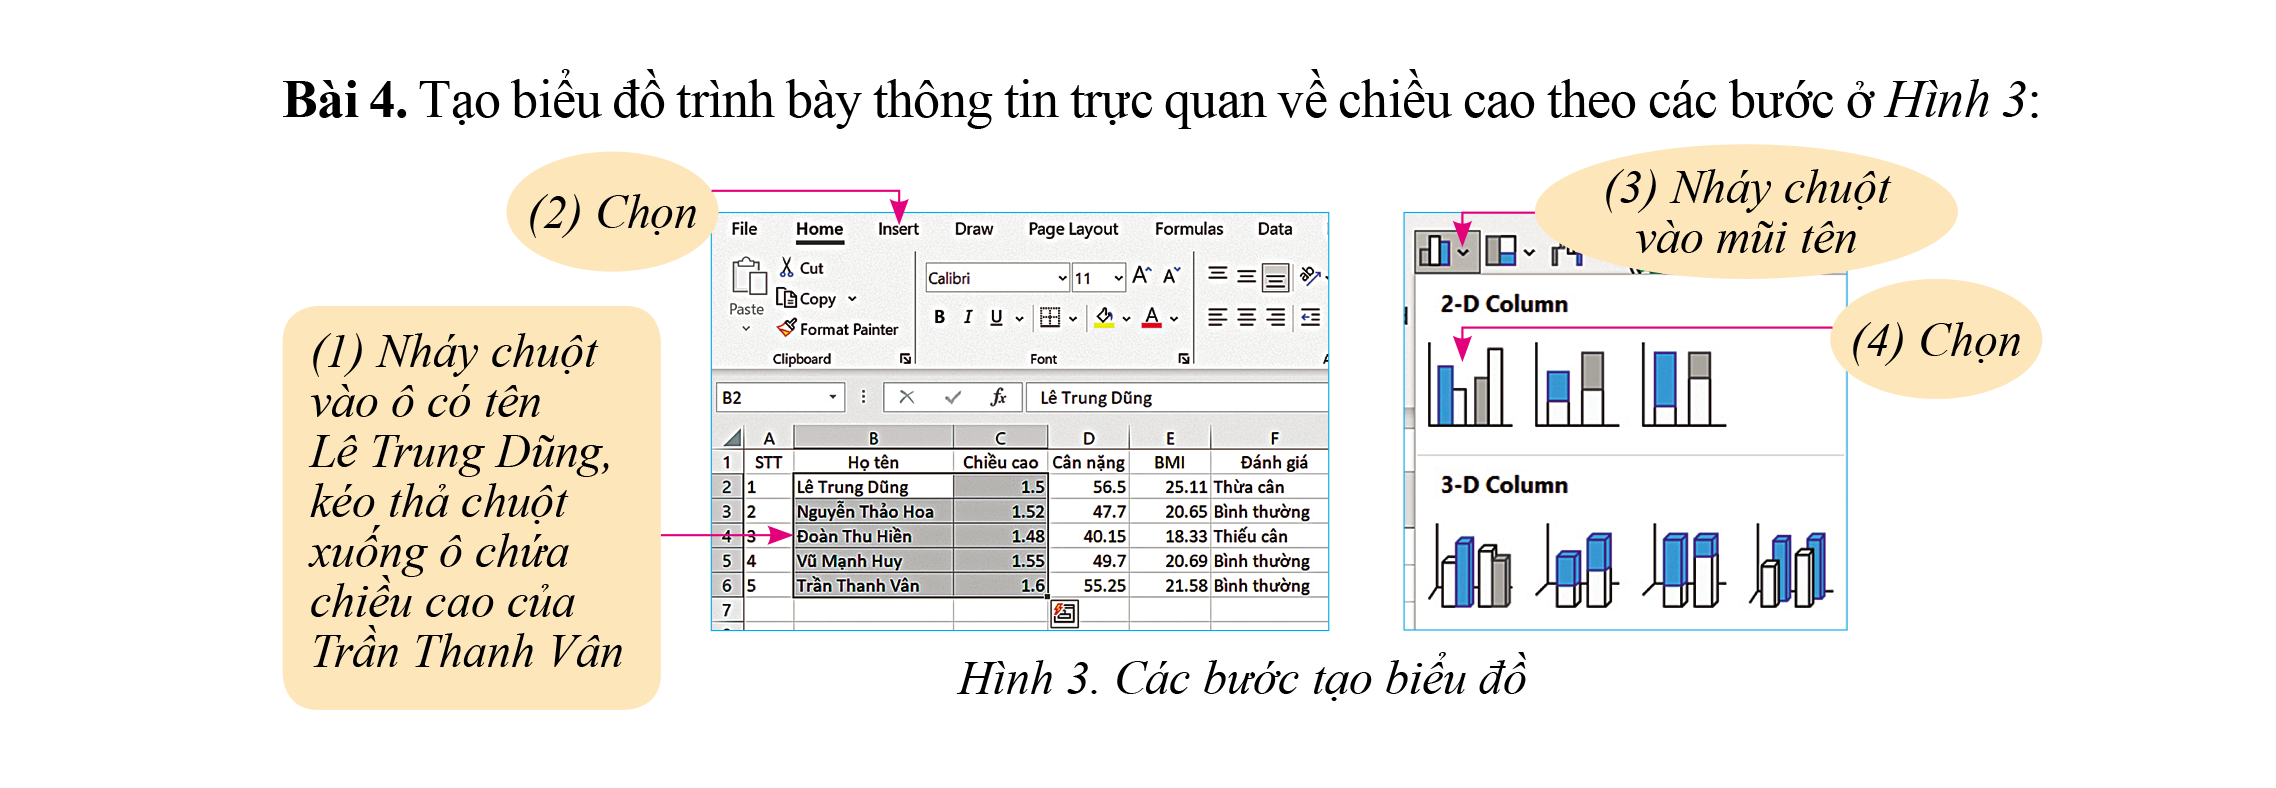 Bài 4. Tạo biểu đồ trình bày thông tin trực quan về chiều cao theo các bước ở Hình 3:
(2) Chọn
(3) Nháy chuột
vào mũi tên
(4) Chọn
(1) Nháy chuột
vào ô có tên
Lê Trung Dũng,
kéo thả chuột
xuống ô chứa
chiều cao của
Trần Thanh Vân
File Home Insert Draw Page Layout Formulas Data
Cut
Copy
Format Painter
Paste
Clipboard
Calibri 11 A A
B I U A
Font
B2 fx Lê Trung Dũng
A B C D E F
1 STT Họ tên Chiều cao Cân nặng BMI Đánh giá
2 1 Lê Trung Dũng 1.5 56.5 25.11 Thừa cân
3 2 Nguyễn Thảo Hoa 1.52 47.7 20.65 Bình thường
4 3 Đoàn Thu Hiền 1.48 40.15 18.33 Thiếu cân
5 4 Vũ Mạnh Huy 1.55 49.7 20.69 Bình thường
6 5 Trần Thanh Vân 1.6 55.25 21.58 Bình thường
7
2-D Column
3-D Column
Hình 3. Các bước tạo biểu đồ